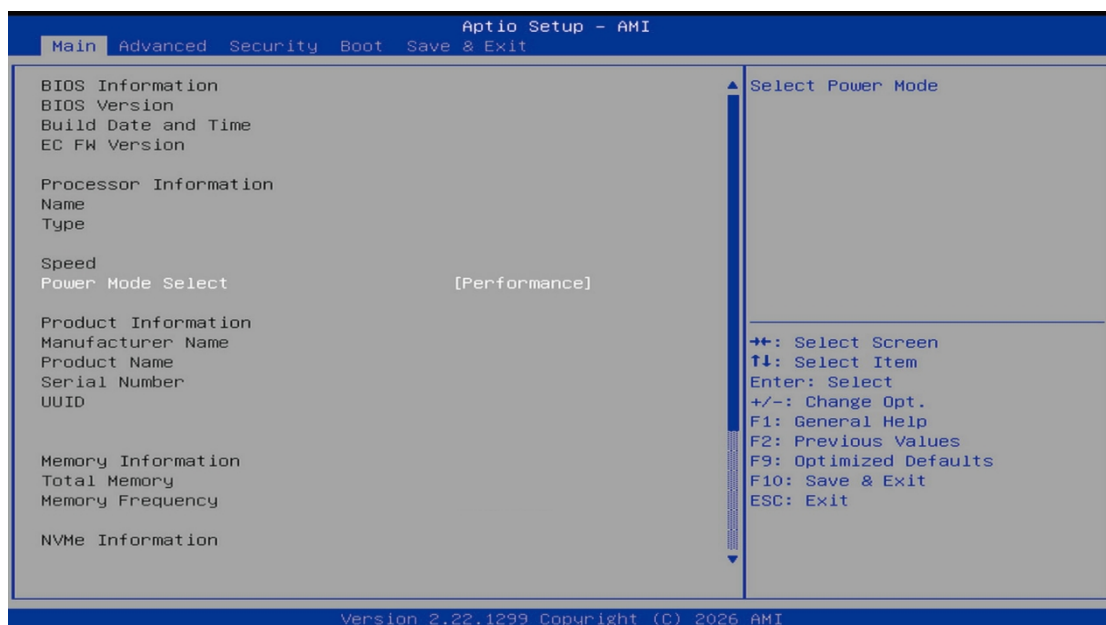 Aptio Setup – AMI
Main Advanced Security Boot Save & Exit
BIOS Information
BIOS Version
Build Date and Time
EC FW Version
Processor Information
Name
Type
Speed
Power Mode Select [Performance]
Product Information
Manufacturer Name
Product Name
Serial Number
UUID
Memory Information
Total Memory
Memory Frequency
NVMe Information
Select Power Mode
→←: Select Screen
↑↓: Select Item
Enter: Select
+/-: Change Opt.
F1: General Help
F2: Previous Values
F9: Optimized Defaults
F10: Save & Exit
ESC: Exit
Version 2.22.1299 Copyright (C) 2026 AMI